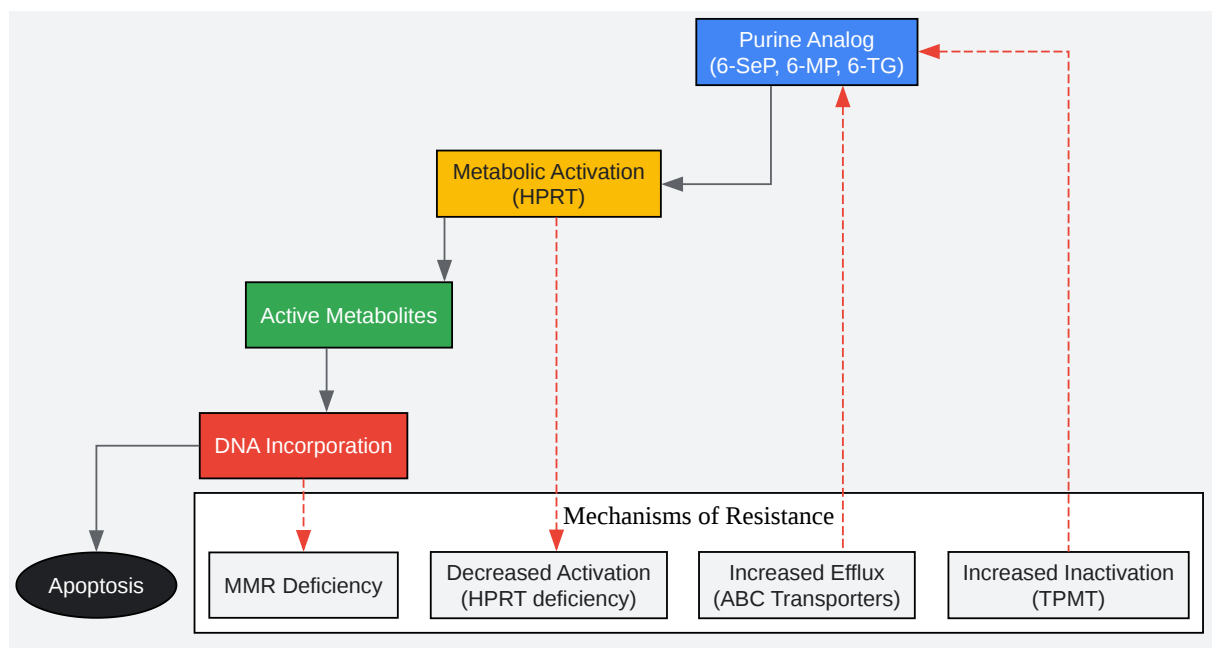 Purine Analog
(6-SeP, 6-MP, 6-TG)
Metabolic Activation
(HPRT)
Active Metabolites
DNA Incorporation
Mechanisms of Resistance
Apoptosis
MMR Deficiency
Decreased Activation
(HPRT deficiency)
Increased Efflux
(ABC Transporters)
Increased Inactivation
(TPMT)